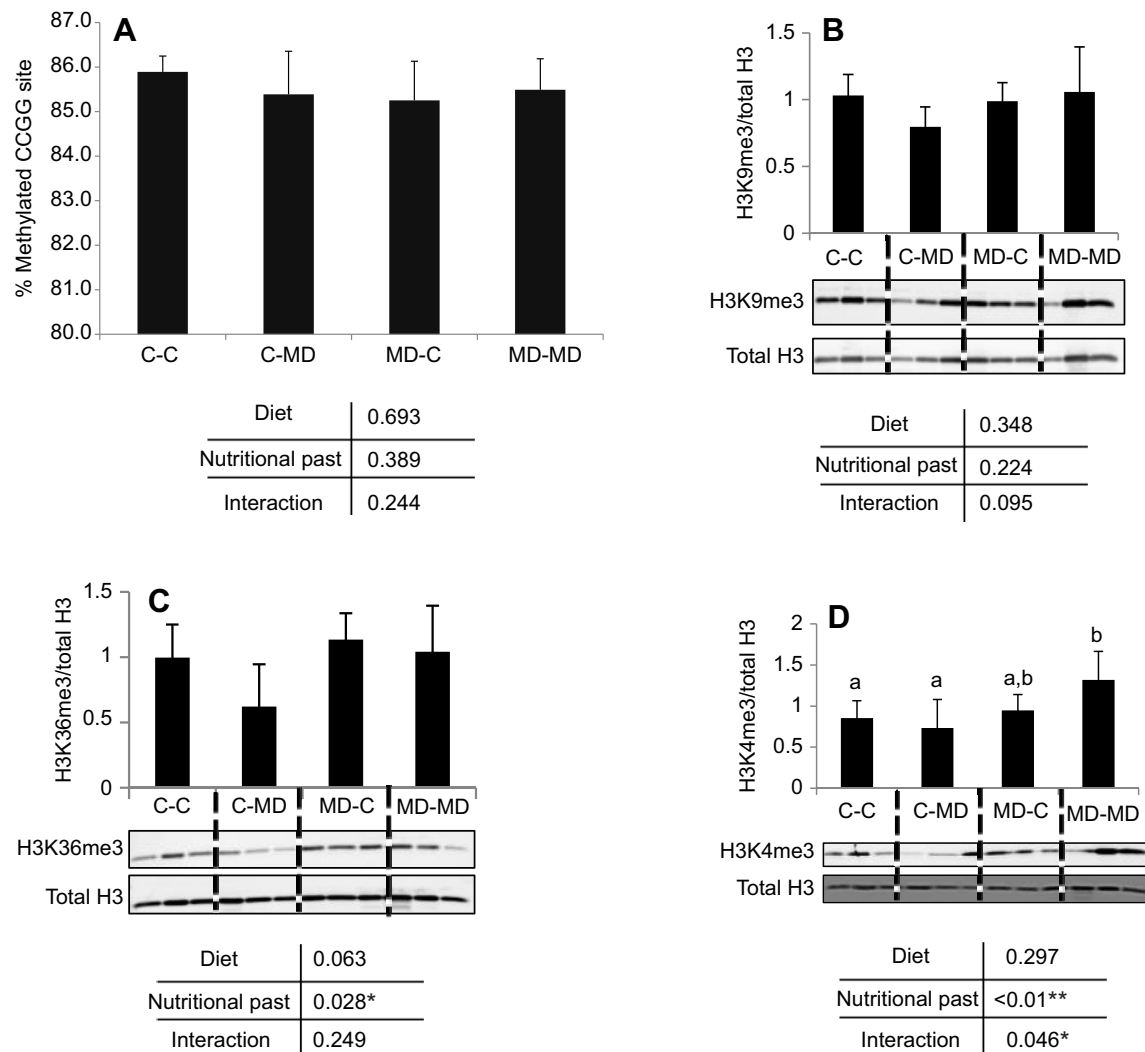 A
87.0
86.0
85.0
84.0
83.0
82.0
81.0
80.0
% Methylated CCGG site
C-C C-MD MD-C MD-MD
Diet 0.693
Nutritional past 0.389
Interaction 0.244
B
1.5
1
0.5
0
H3K9me3/total H3
C-C C-MD MD-C MD-MD
H3K9me3
Total H3
Diet 0.348
Nutritional past 0.224
Interaction 0.095
C
1.5
1
0.5
0
H3K36me3/total H3
C-C C-MD MD-C MD-MD
H3K36me3
Total H3
Diet 0.063
Nutritional past 0.028*
Interaction 0.249
D
2
1.5
1
0.5
0
H3K4me3/total H3
a a a,b b
C-C C-MD MD-C MD-MD
H3K4me3
Total H3
Diet 0.297
Nutritional past <0.01**
Interaction 0.046*